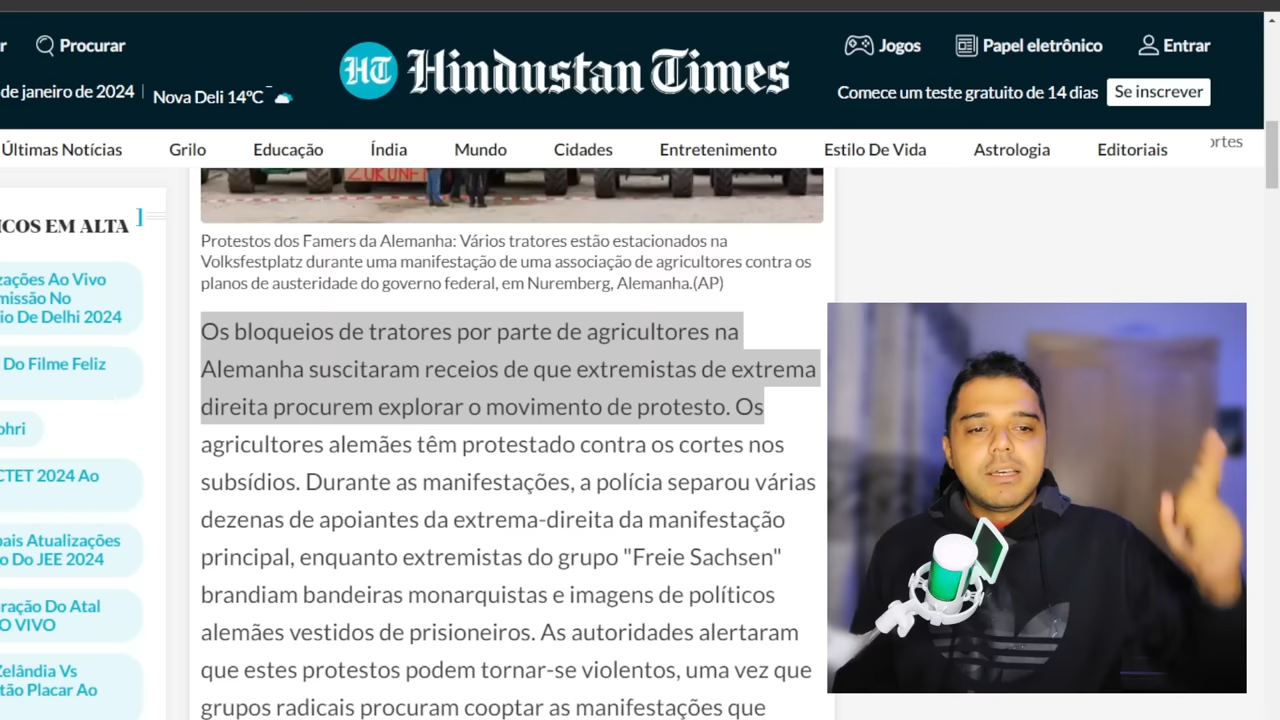 r
Procurar
de janeiro de 2024
Nova Deli 14°C
HT
Hindustan Times
Jogos
Papel eletrônico
Entrar
Comece um teste gratuito de 14 dias
Se inscrever
Últimas Notícias
Grilo
Educação
Índia
Mundo
Cidades
Entretenimento
Estilo De Vida
Astrologia
Editoriais
ortes
ICOS EM ALTA
zações Ao Vivo
missão No
io De Delhi 2024
Do Filme Feliz
ohri
CTET 2024 Ao
pais Atualizações
o Do JEE 2024
ração Do Atal
O VIVO
Zelândia Vs
tão Placar Ao
ZUKUNFT
Protestos dos Famers da Alemanha: Vários tratores estão estacionados na
Volksfestplatz durante uma manifestação de uma associação de agricultores contra os
planos de austeridade do governo federal, em Nuremberg, Alemanha.(AP)
Os bloqueios de tratores por parte de agricultores na
Alemanha suscitaram receios de que extremistas de extrema
direita procurem explorar o movimento de protesto. Os
agricultores alemães têm protestado contra os cortes nos
subsídios. Durante as manifestações, a polícia separou várias
dezenas de apoiantes da extrema-direita da manifestação
principal, enquanto extremistas do grupo "Freie Sachsen"
brandiam bandeiras monarquistas e imagens de políticos
alemães vestidos de prisioneiros. As autoridades alertaram
que estes protestos podem tornar-se violentos, uma vez que
grupos radicais procuram cooptar as manifestações que